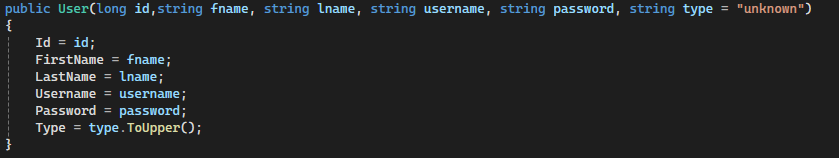 public User(long id,string fname, string lname, string username, string password, string type = "unknown")
{
    Id = id;
    FirstName = fname;
    LastName = lname;
    Username = username;
    Password = password;
    Type = type.ToUpper();
}